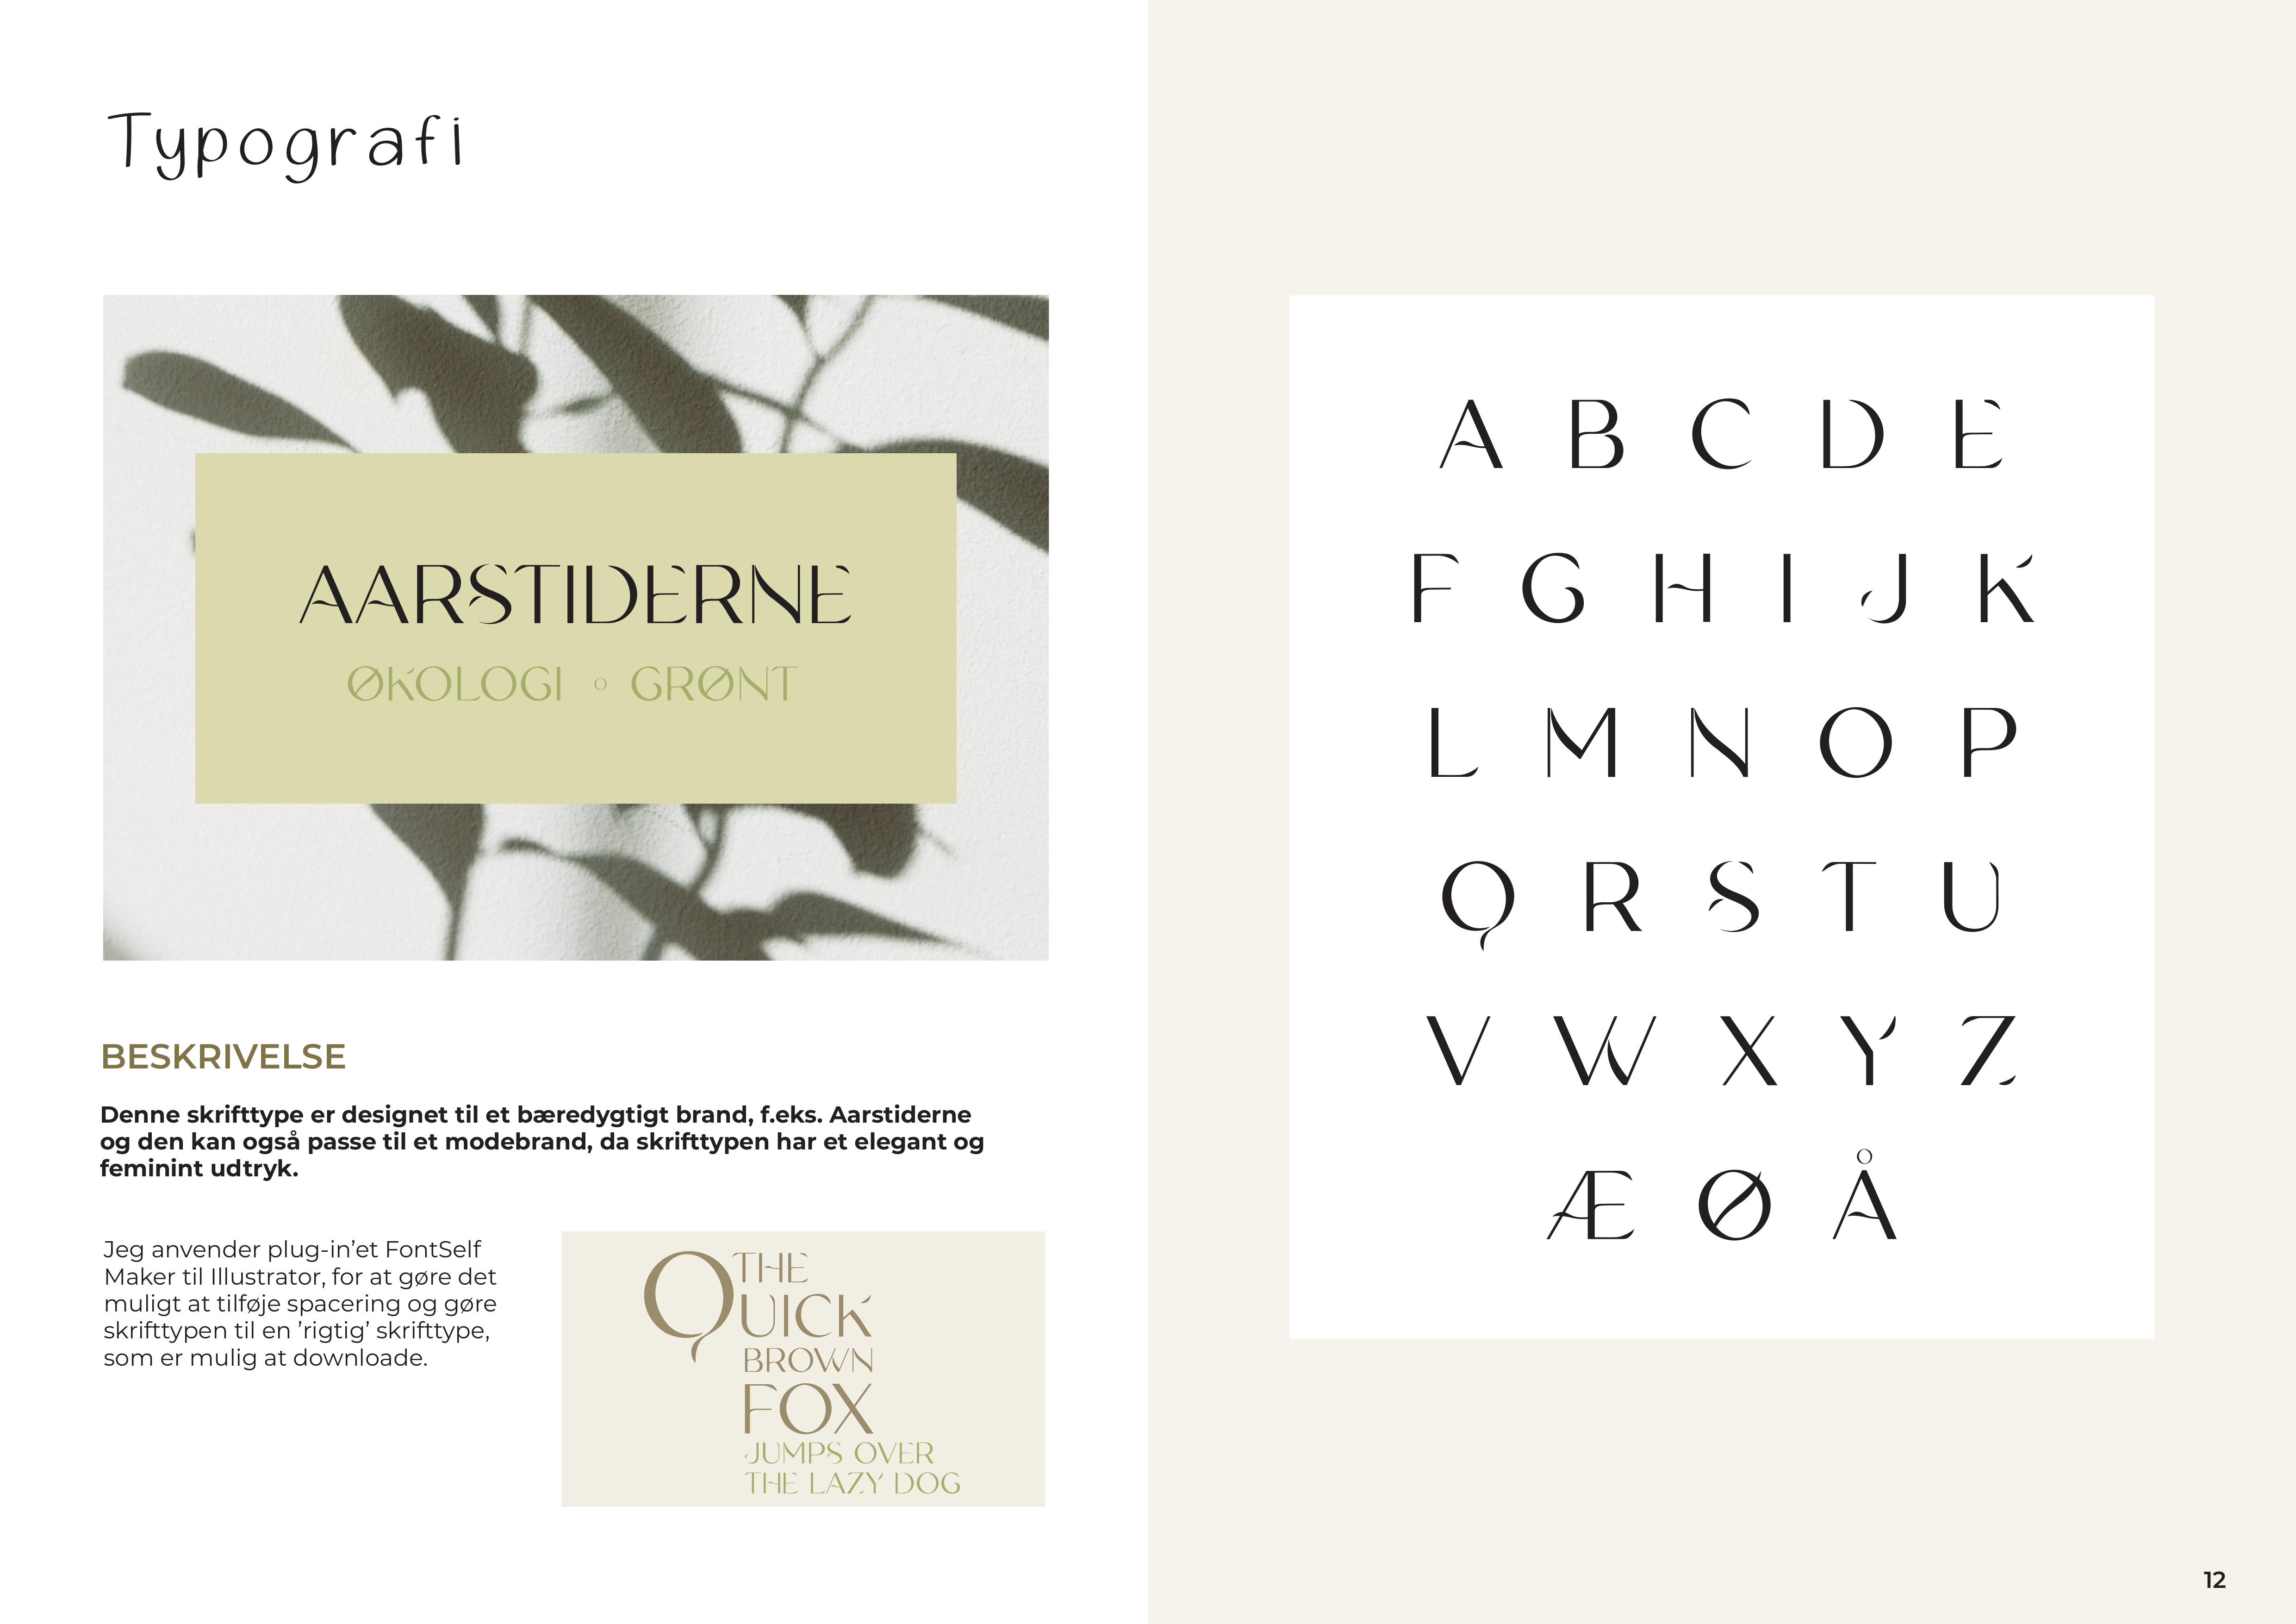 Typografi
AARSTIDERNE
ØKOLOGI ○ GRØNT
BESKRIVELSE
Denne skrifttype er designet til et bæredygtigt brand, f.eks. Aarstiderne
og den kan også passe til et modebrand, da skrifttypen har et elegant og
feminint udtryk.
Jeg anvender plug-in’et FontSelf
Maker til Illustrator, for at gøre det
muligt at tilføje spacering og gøre
skrifttypen til en ’rigtig’ skrifttype,
som er mulig at downloade.
THE
QUICK
BROWN
FOX
JUMPS OVER
THE LAZY DOG
A B C D E
F G H I J K
L M N O P
Q R S T U
V W X Y Z
Æ Ø Å
12